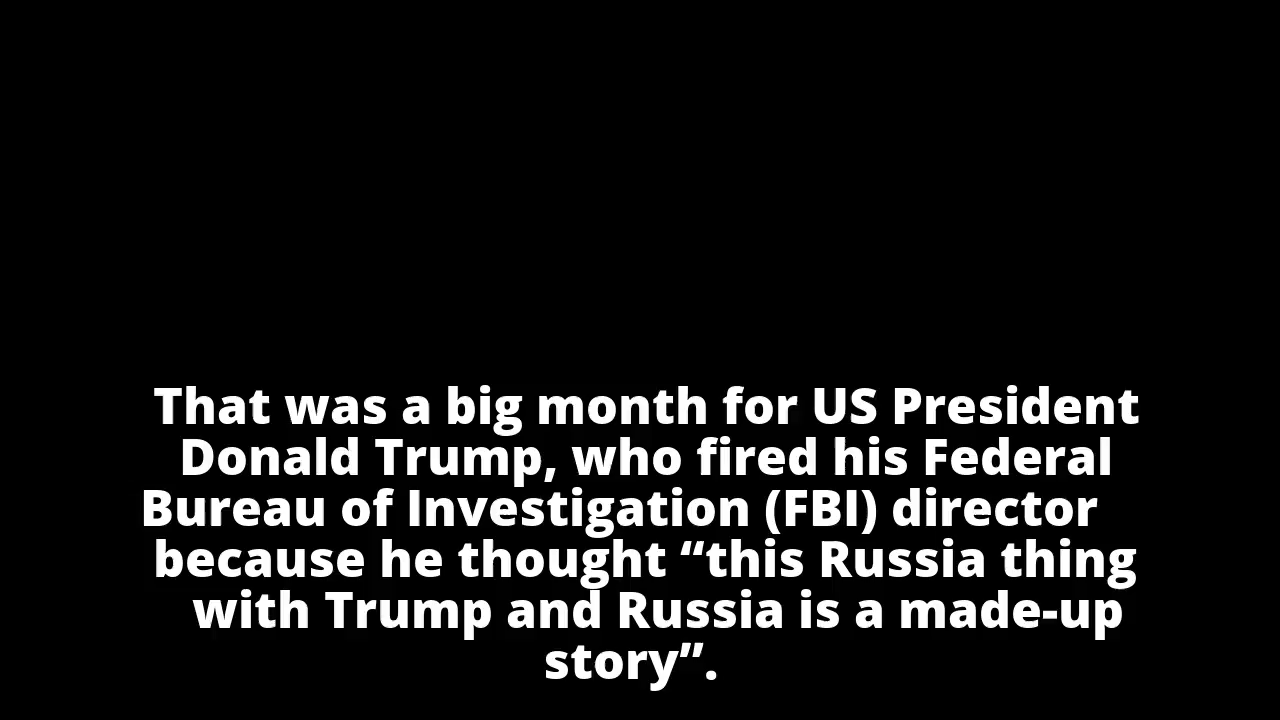 That was a big month for US President
Donald Trump, who fired his Federal
Bureau of Investigation (FBI) director
because he thought “this Russia thing
with Trump and Russia is a made-up
story”.